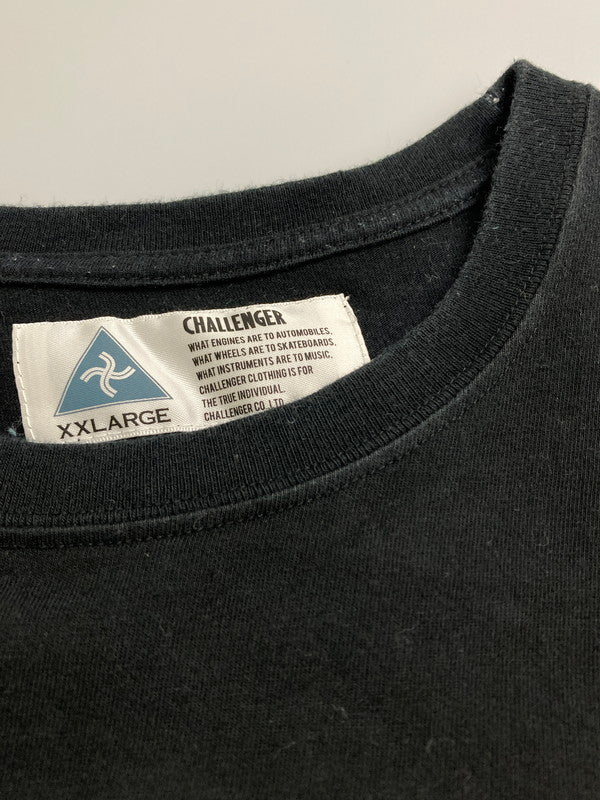 CHALLENGER
WHAT ENGINES ARE TO AUTOMOBILES.
WHAT WHEELS ARE TO SKATEBOARDS.
WHAT INSTRUMENTS ARE TO MUSIC.
CHALLENGER CLOTHING IS FOR
THE TRUE INDIVIDUAL.
CHALLENGER CO. LTD
XXLARGE